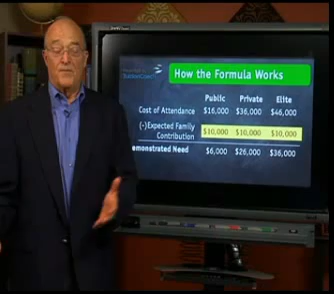 How the Formula Works
Public Private Elite
Cost of Attendance $16,000 $36,000 $46,000
(-)Expected Family
Contribution $10,000 $10,000 $10,000
emonstrated Need $6,000 $26,000 $36,000